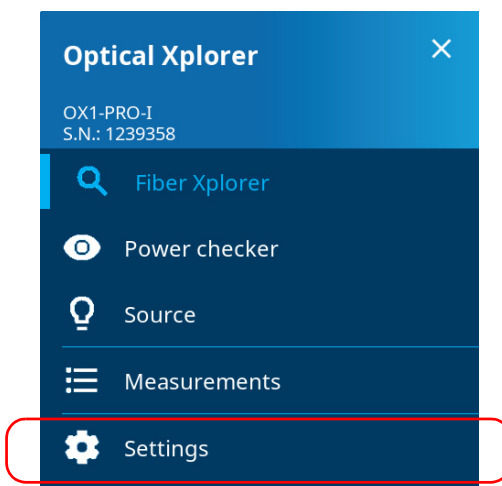 Optical Xplorer
OX1-PRO-I
S.N.: 1239358
Fiber Xplorer
Power checker
Source
Measurements
Settings